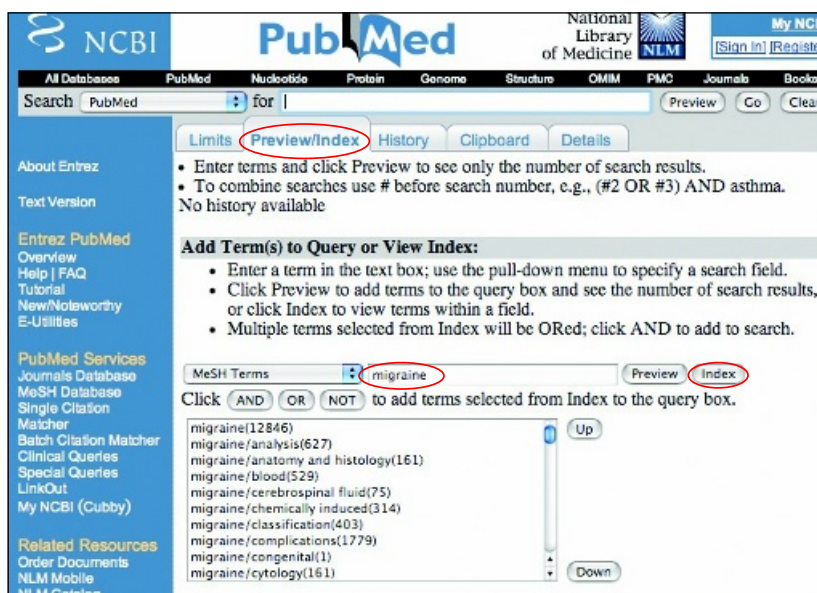 NCBI
PubMed
National
Library
of Medicine
NLM
My NCBI
[Sign In] [Registe
All Databases PubMed Nucleotide Protein Genome Structure OMIM PMC Journals Books
Search PubMed for Preview Go Clea
Limits Preview/Index History Clipboard Details
• Enter terms and click Preview to see only the number of search results.
• To combine searches use # before search number, e.g., (#2 OR #3) AND asthma.
No history available
Add Term(s) to Query or View Index:
• Enter a term in the text box; use the pull-down menu to specify a search field.
• Click Preview to add terms to the query box and see the number of search results,
or click Index to view terms within a field.
• Multiple terms selected from Index will be ORed; click AND to add to search.
MeSH Terms migraine Preview Index
Click AND OR NOT to add terms selected from Index to the query box.
migraine(12846)
migraine/analysis(627)
migraine/anatomy and histology(161)
migraine/blood(529)
migraine/cerebrospinal fluid(75)
migraine/chemically induced(314)
migraine/classification(403)
migraine/complications(1779)
migraine/congenital(1)
migraine/cytology(161)
Up
Down
About Entrez
Text Version
Entrez PubMed
Overview
Help | FAQ
Tutorial
New/Noteworthy
E-Utilities
PubMed Services
Journals Database
MeSH Database
Single Citation
Matcher
Batch Citation Matcher
Clinical Queries
Special Queries
LinkOut
My NCBI (Cubby)
Related Resources
Order Documents
NLM Mobile
NLM Catalog